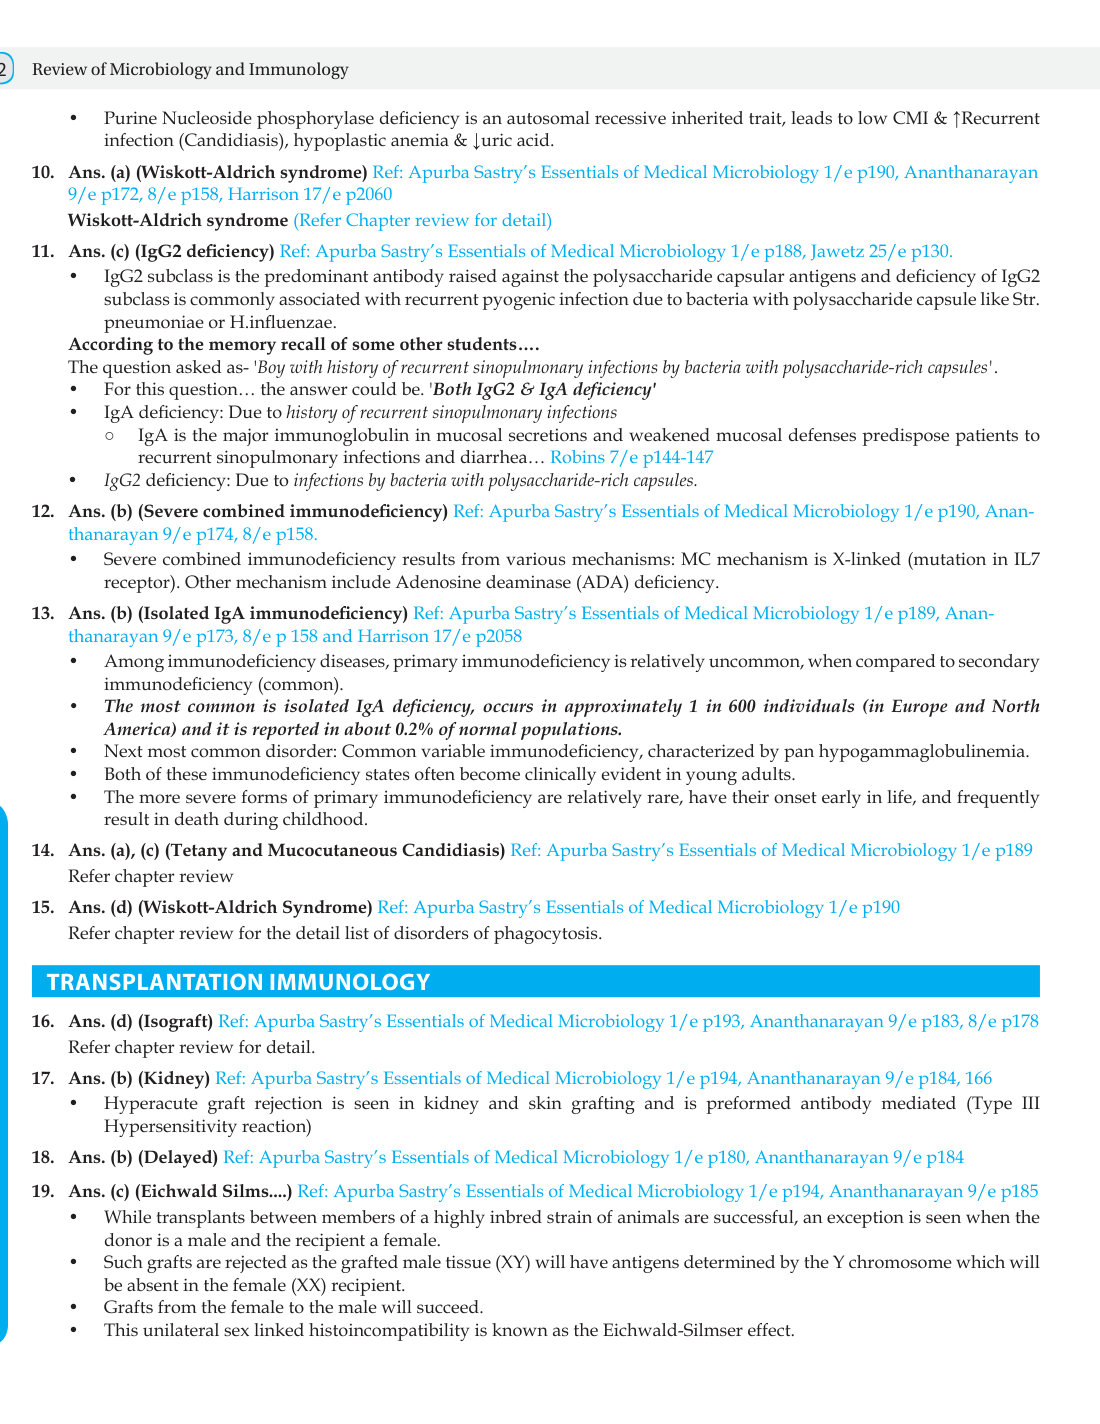 2 Review of Microbiology and Immunology
• Purine Nucleoside phosphorylase deficiency is an autosomal recessive inherited trait, leads to low CMI & ↑Recurrent
infection (Candidiasis), hypoplastic anemia & ↓uric acid.
10. Ans. (a) (Wiskott-Aldrich syndrome) Ref: Apurba Sastry’s Essentials of Medical Microbiology 1/e p190, Ananthanarayan
9/e p172, 8/e p158, Harrison 17/e p2060
Wiskott-Aldrich syndrome (Refer Chapter review for detail)
11. Ans. (c) (IgG2 deficiency) Ref: Apurba Sastry’s Essentials of Medical Microbiology 1/e p188, Jawetz 25/e p130.
• IgG2 subclass is the predominant antibody raised against the polysaccharide capsular antigens and deficiency of IgG2
subclass is commonly associated with recurrent pyogenic infection due to bacteria with polysaccharide capsule like Str.
pneumoniae or H.influenzae.
According to the memory recall of some other students….
The question asked as- 'Boy with history of recurrent sinopulmonary infections by bacteria with polysaccharide-rich capsules'.
• For this question… the answer could be. 'Both IgG2 & IgA deficiency'
• IgA deficiency: Due to history of recurrent sinopulmonary infections
○ IgA is the major immunoglobulin in mucosal secretions and weakened mucosal defenses predispose patients to
recurrent sinopulmonary infections and diarrhea… Robins 7/e p144-147
• IgG2 deficiency: Due to infections by bacteria with polysaccharide-rich capsules.
12. Ans. (b) (Severe combined immunodeficiency) Ref: Apurba Sastry’s Essentials of Medical Microbiology 1/e p190, Anan-
thanarayan 9/e p174, 8/e p158.
• Severe combined immunodeficiency results from various mechanisms: MC mechanism is X-linked (mutation in IL7
receptor). Other mechanism include Adenosine deaminase (ADA) deficiency.
13. Ans. (b) (Isolated IgA immunodeficiency) Ref: Apurba Sastry’s Essentials of Medical Microbiology 1/e p189, Anan-
thanarayan 9/e p173, 8/e p 158 and Harrison 17/e p2058
• Among immunodeficiency diseases, primary immunodeficiency is relatively uncommon, when compared to secondary
immunodeficiency (common).
• The most common is isolated IgA deficiency, occurs in approximately 1 in 600 individuals (in Europe and North
America) and it is reported in about 0.2% of normal populations.
• Next most common disorder: Common variable immunodeficiency, characterized by pan hypogammaglobulinemia.
• Both of these immunodeficiency states often become clinically evident in young adults.
• The more severe forms of primary immunodeficiency are relatively rare, have their onset early in life, and frequently
result in death during childhood.
14. Ans. (a), (c) (Tetany and Mucocutaneous Candidiasis) Ref: Apurba Sastry’s Essentials of Medical Microbiology 1/e p189
Refer chapter review
15. Ans. (d) (Wiskott-Aldrich Syndrome) Ref: Apurba Sastry’s Essentials of Medical Microbiology 1/e p190
Refer chapter review for the detail list of disorders of phagocytosis.
TRANSPLANTATION IMMUNOLOGY
16. Ans. (d) (Isograft) Ref: Apurba Sastry’s Essentials of Medical Microbiology 1/e p193, Ananthanarayan 9/e p183, 8/e p178
Refer chapter review for detail.
17. Ans. (b) (Kidney) Ref: Apurba Sastry’s Essentials of Medical Microbiology 1/e p194, Ananthanarayan 9/e p184, 166
• Hyperacute graft rejection is seen in kidney and skin grafting and is preformed antibody mediated (Type III
Hypersensitivity reaction)
18. Ans. (b) (Delayed) Ref: Apurba Sastry’s Essentials of Medical Microbiology 1/e p180, Ananthanarayan 9/e p184
19. Ans. (c) (Eichwald Silms....) Ref: Apurba Sastry’s Essentials of Medical Microbiology 1/e p194, Ananthanarayan 9/e p185
• While transplants between members of a highly inbred strain of animals are successful, an exception is seen when the
donor is a male and the recipient a female.
• Such grafts are rejected as the grafted male tissue (XY) will have antigens determined by the Y chromosome which will
be absent in the female (XX) recipient.
• Grafts from the female to the male will succeed.
• This unilateral sex linked histoincompatibility is known as the Eichwald-Silmser effect.